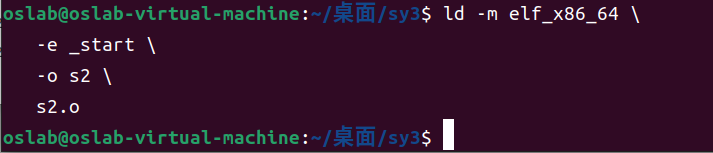 oslab@oslab-virtual-machine:~/桌面/sy3$ ld -m elf_x86_64 \
-e _start \
-o s2 \
s2.o
oslab@oslab-virtual-machine:~/桌面/sy3$